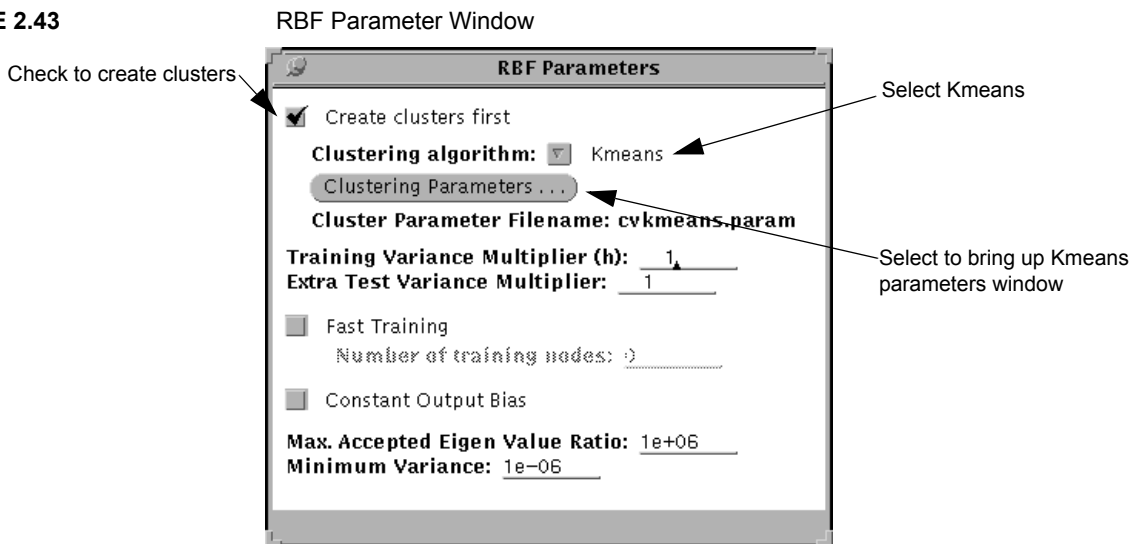 E 2.43
RBF Parameter Window
Check to create clusters
RBF Parameters
Select Kmeans
Create clusters first
Clustering algorithm: Kmeans
Clustering Parameters . . .
Cluster Parameter Filename: cvkmeans.param
Training Variance Multiplier (h): 1
Extra Test Variance Multiplier: 1
Select to bring up Kmeans
parameters window
Fast Training
Number of training nodes: 0
Constant Output Bias
Max. Accepted Eigen Value Ratio: 1e+06
Minimum Variance: 1e-06